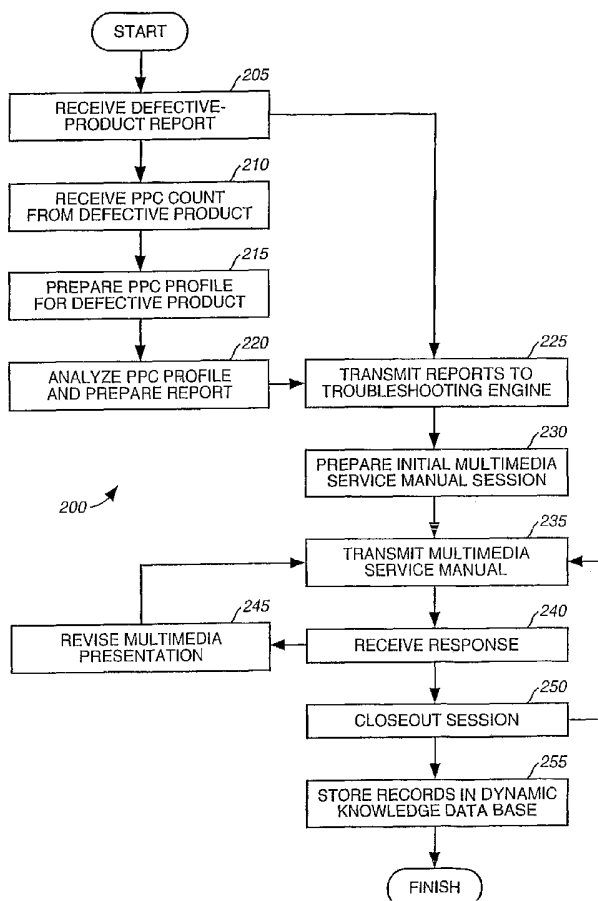 START
205
RECEIVE DEFECTIVE-
PRODUCT REPORT
210
RECEIVE PPC COUNT
FROM DEFECTIVE PRODUCT
215
PREPARE PPC PROFILE
FOR DEFECTIVE PRODUCT
220
ANALYZE PPC PROFILE
AND PREPARE REPORT
225
TRANSMIT REPORTS TO
TROUBLESHOOTING ENGINE
230
PREPARE INITIAL MULTIMEDIA
SERVICE MANUAL SESSION
200
235
TRANSMIT MULTIMEDIA
SERVICE MANUAL
240
RECEIVE RESPONSE
245
REVISE MULTIMEDIA
PRESENTATION
250
CLOSEOUT SESSION
255
STORE RECORDS IN DYNAMIC
KNOWLEDGE DATA BASE
FINISH